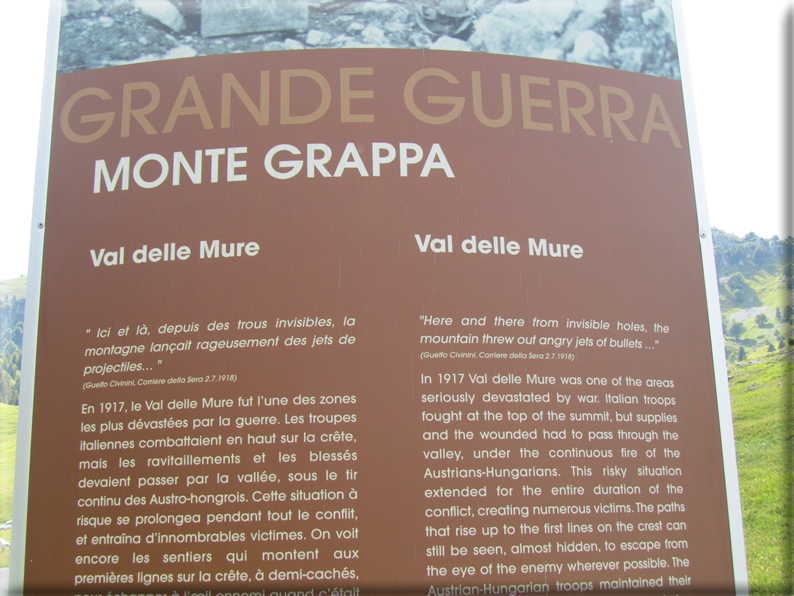 GRANDE GUERRA
MONTE GRAPPA
Val delle Mure
" Ici et là, depuis des trous invisibles, la
montagne lançait rageusement des jets de
projectiles... "
(Guelfo Civinini, Corriere della Sera 2.7.1918)
En 1917, le Val delle Mure fut l'une des zones
les plus dévastées par la guerre. Les troupes
italiennes combattaient en haut sur la crête,
mais les ravitaillements et les blessés
devaient passer par la vallée, sous le tir
continu des Austro-hongrois. Cette situation à
risque se prolongea pendant tout le conflit,
et entraîna d'innombrables victimes. On voit
encore les sentiers qui montent aux
premières lignes sur la crête, à demi-cachés,
pour échapper à l'œil ennemi quand c'était
Val delle Mure
"Here and there from invisible holes, the
mountain threw out angry jets of bullets ..."
(Guelfo Civinini, Corriere della Sera 2.7.1918)
In 1917 Val delle Mure was one of the areas
seriously devastated by war. Italian troops
fought at the top of the summit, but supplies
and the wounded had to pass through the
valley, under the continuous fire of the
Austrians-Hungarians. This risky situation
extended for the entire duration of the
conflict, creating numerous victims. The paths
that rise up to the first lines on the crest can
still be seen, almost hidden, to escape from
the eye of the enemy wherever possible. The
Austrian-Hungarian troops maintained their